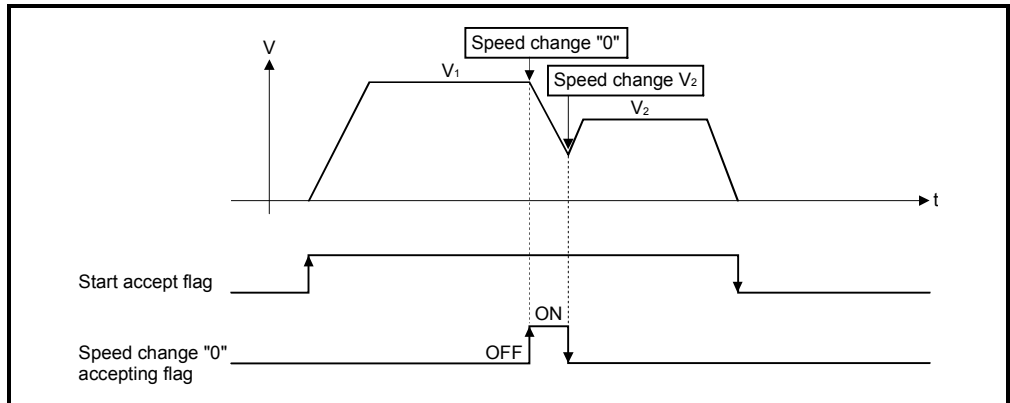 Speed change "0"
V
V1
Speed change V2
V2
t
Start accept flag
ON
OFF
Speed change "0"
accepting flag